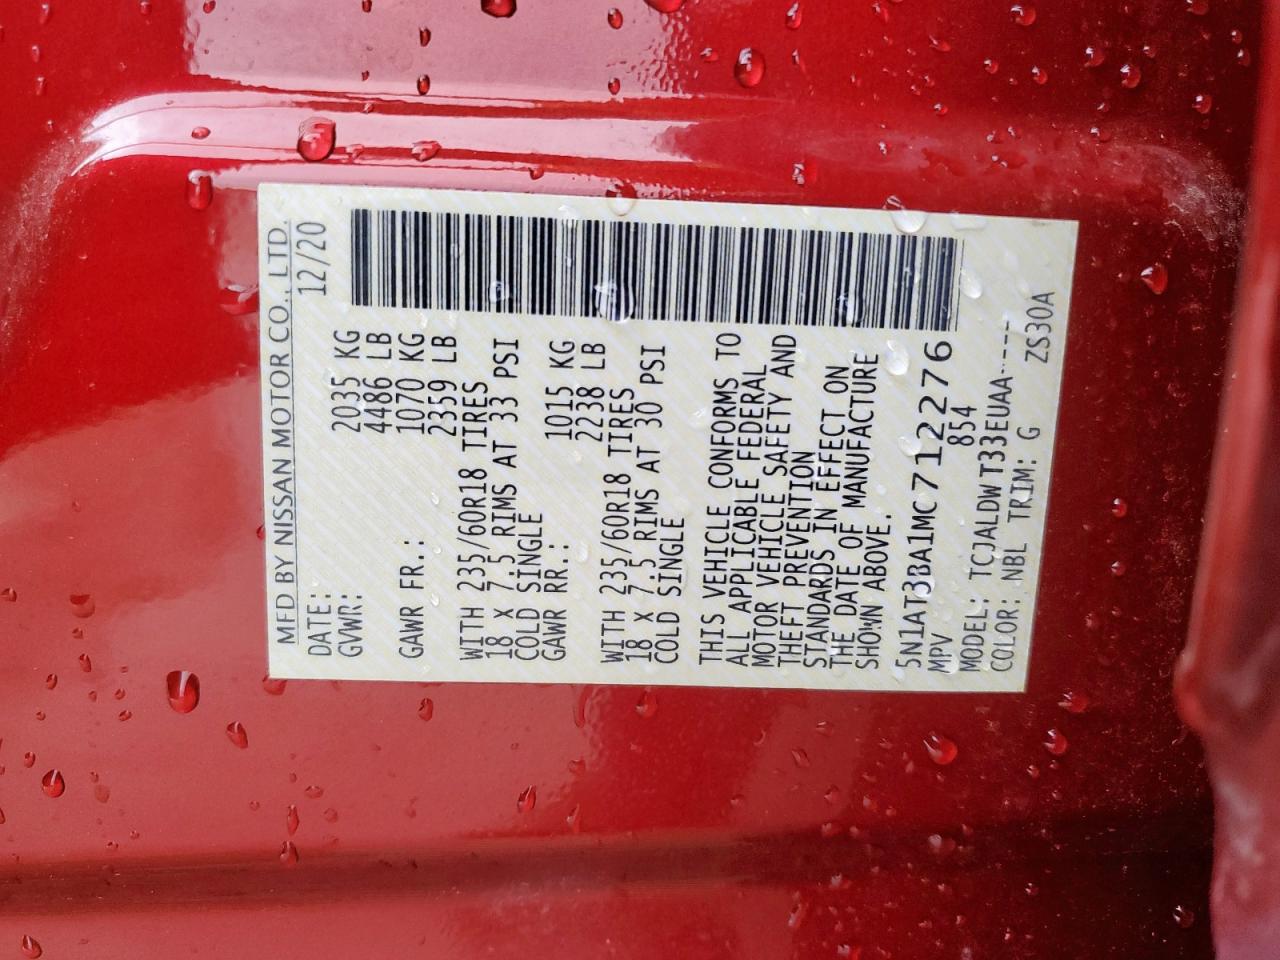 MFD BY NISSAN MOTOR CO., LTD.
DATE: 12/20
GVWR: 2035 KG
4486 LB
GAWR FR.: 1070 KG
2359 LB
WITH 235/60R18 TIRES
18 X 7.5 RIMS AT 33 PSI
COLD SINGLE
GAWR RR.: 1015 KG
2238 LB
WITH 235/60R18 TIRES
18 X 7.5 RIMS AT 30 PSI
COLD SINGLE
THIS VEHICLE CONFORMS TO
ALL APPLICABLE FEDERAL
MOTOR VEHICLE SAFETY AND
THEFT PREVENTION
STANDARDS IN EFFECT ON
THE DATE OF MANUFACTURE
SHOWN ABOVE.
5N1AT3BA1MC712276
MPV 854
MODEL: TCJALDWT33EUAA-----
COLOR: NBL TRIM: G ZS30A